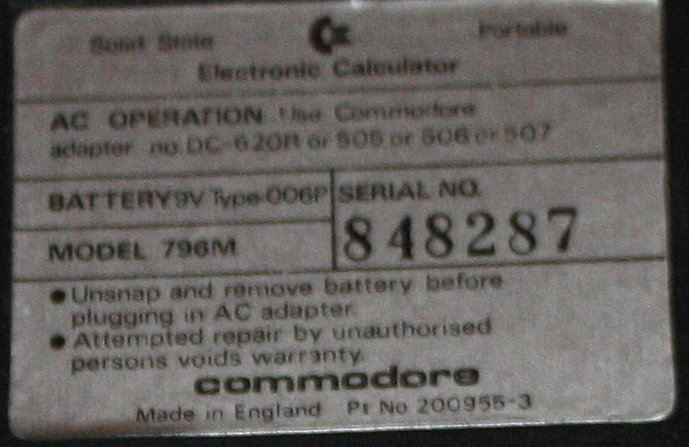 Solid State Portable
Electronic Calculator
AC OPERATION Use Commodore
adapter no. DC-620R or 505 or 506 or 507
BATTERY 9V Type-006P
SERIAL NO.
848287
MODEL 796M
● Unsnap and remove battery before
plugging in AC adapter.
● Attempted repair by unauthorised
persons voids warranty.
commodore
Made in England Pt No 200955-3